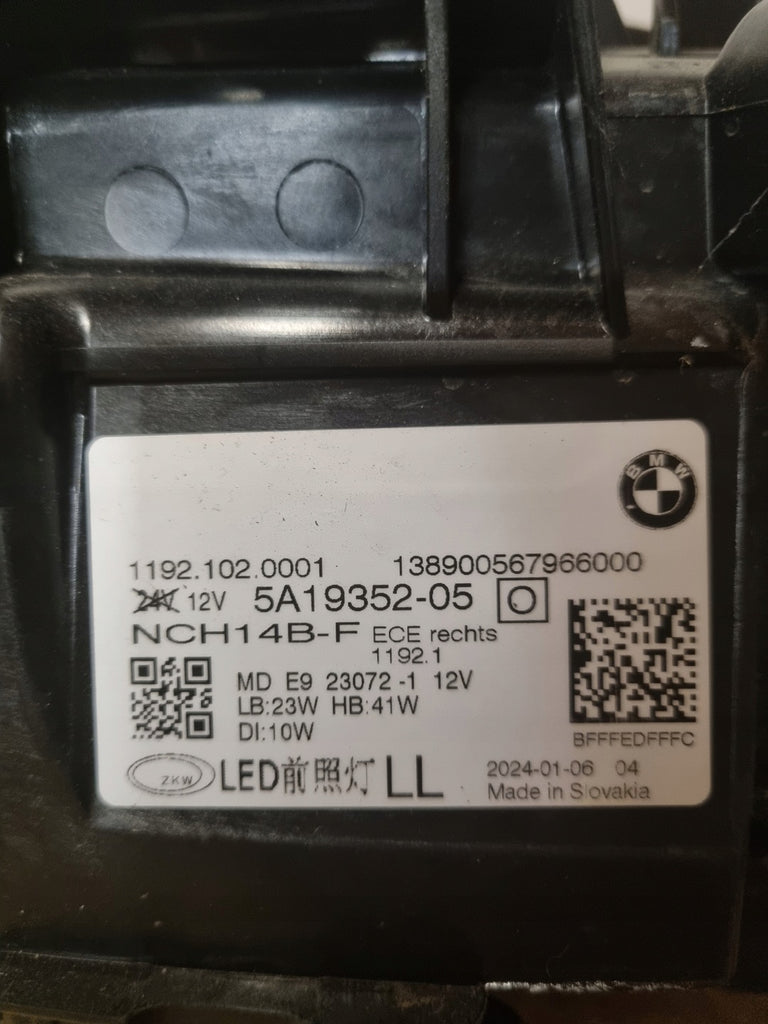 BMW
1192.102.0001 138900567966000
24V 12V 5A19352-05 O
NCH14B-F ECE rechts
1192.1
MD E9 23072 -1 12V
LB:23W HB:41W
DI:10W
BFFFEDFFFC
ZKW LED前照灯 LL 2024-01-06 04
Made in Slovakia